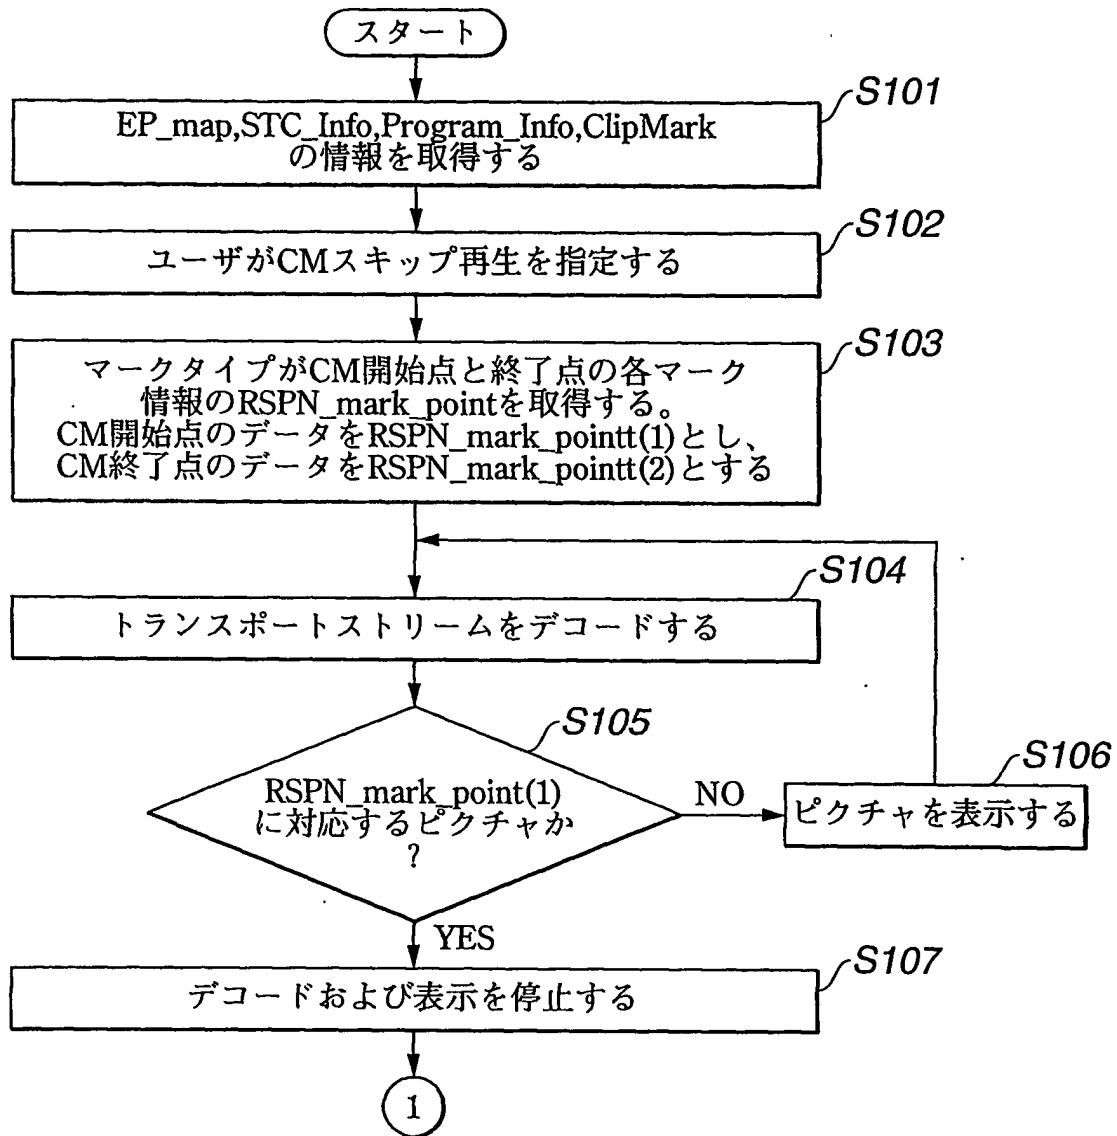 スタート
S101
EP_map,STC_Info,Program_Info,ClipMark
の情報を取得する
S102
ユーザがCMスキップ再生を指定する
S103
マークタイプがCM開始点と終了点の各マーク
情報のRSPN_mark_pointを取得する。
CM開始点のデータをRSPN_mark_pointt(1)とし、
CM終了点のデータをRSPN_mark_pointt(2)とする
S104
トランスポートストリームをデコードする
S105
RSPN_mark_point(1)
に対応するピクチャか
?
NO
S106
ピクチャを表示する
YES
S107
デコードおよび表示を停止する
1